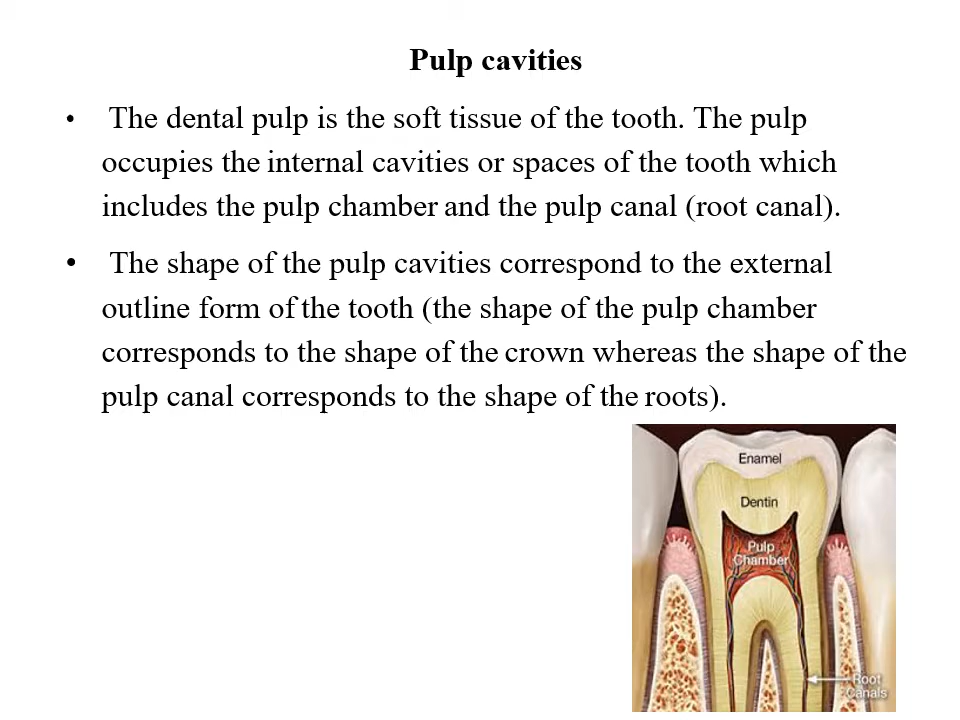 Pulp cavities
• The dental pulp is the soft tissue of the tooth. The pulp
occupies the internal cavities or spaces of the tooth which
includes the pulp chamber and the pulp canal (root canal).
• The shape of the pulp cavities correspond to the external
outline form of the tooth (the shape of the pulp chamber
corresponds to the shape of the crown whereas the shape of the
pulp canal corresponds to the shape of the roots).
Enamel
Dentin
Pulp
Chamber
Root
Canals